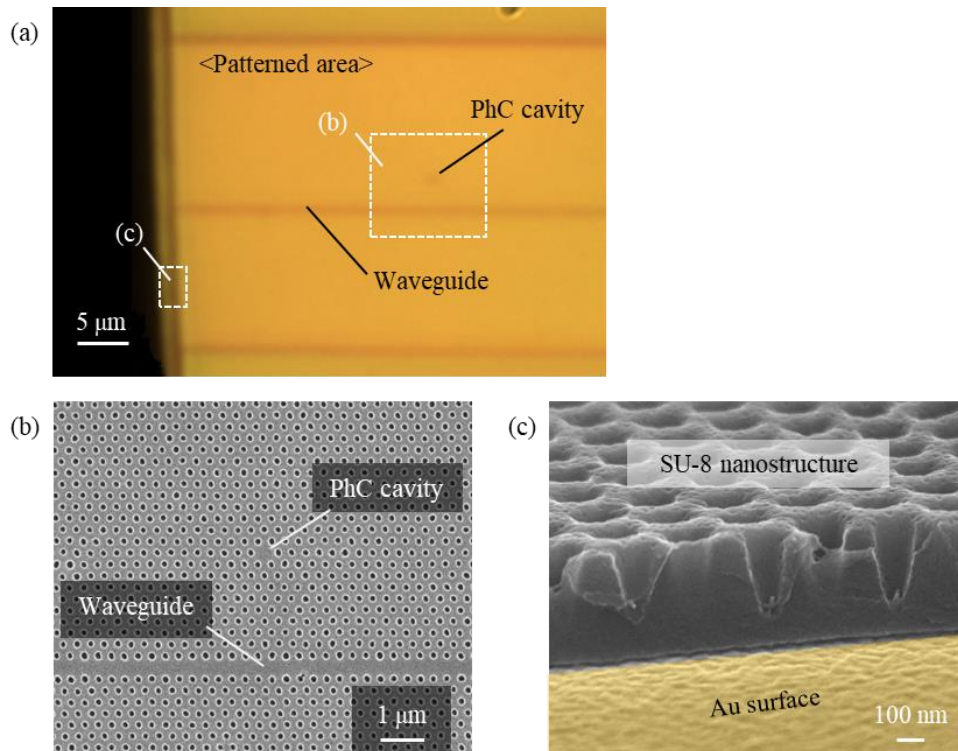 (a)
<Patterned area>
PhC cavity
(b)
(c)
Waveguide
5 μm
(b)
PhC cavity
Waveguide
1 μm
(c)
SU-8 nanostructure
Au surface
100 nm